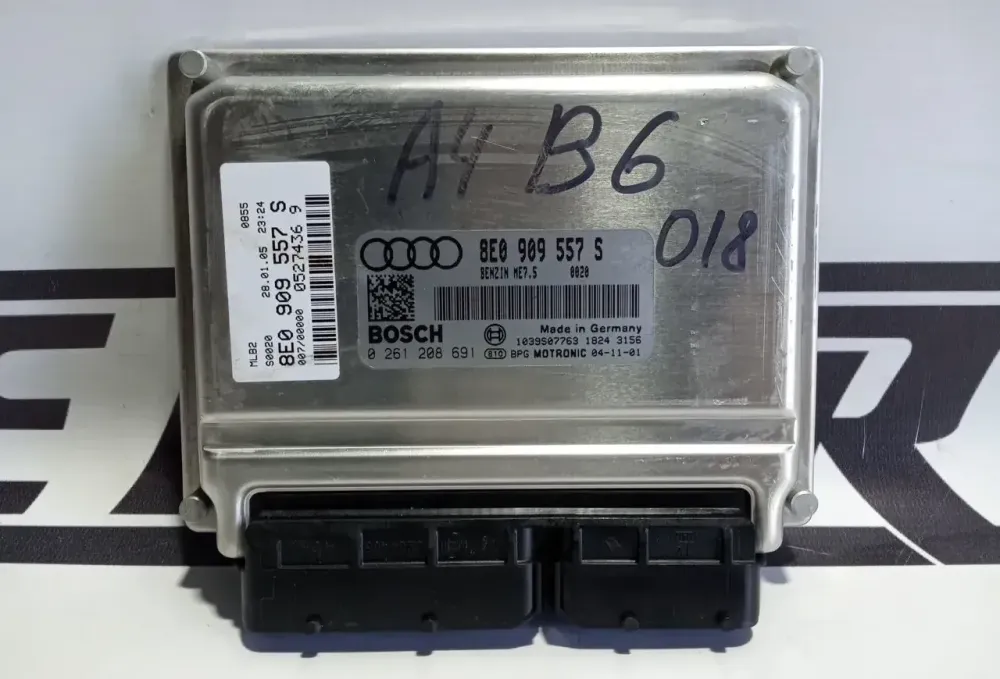 A4 B6
018
8E0 909 557 S
BENZIN ME7.5 0020
BOSCH
Made in Germany
1039S07763 1824 3156
0 261 208 691 BPG MOTRONIC 04-11-01
0855
28.01.05 23:24
MLB2
S0020
8E0 909 557 S
007/00000 0527436 9